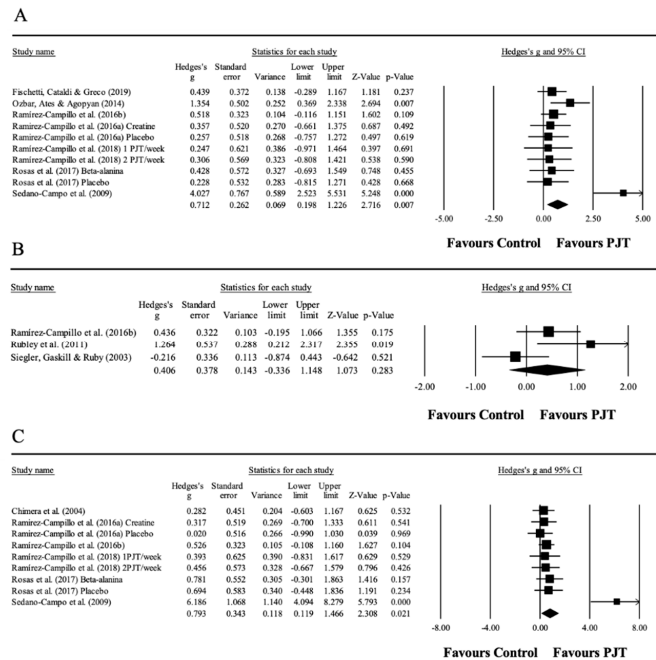 A
Study name Statistics for each study Hedges's g and 95% CI
Hedges's g Standard error Variance Lower limit Upper limit Z-Value p-Value
Fischetti, Cataldi & Greco (2019) 0.439 0.372 0.138 -0.289 1.167 1.181 0.237
Ozbar, Ates & Agopyan (2014) 1.354 0.502 0.252 0.369 2.338 2.694 0.007
Ramírez-Campillo et al. (2016b) 0.518 0.323 0.104 -0.116 1.151 1.602 0.109
Ramírez-Campillo et al. (2016a) Creatine 0.357 0.520 0.270 -0.661 1.375 0.687 0.492
Ramírez-Campillo et al. (2016a) Placebo 0.257 0.518 0.268 -0.757 1.272 0.497 0.619
Ramírez-Campillo et al. (2018) 1 PJT/week 0.247 0.621 0.386 -0.971 1.464 0.397 0.691
Ramírez-Campillo et al. (2018) 2 PJT/week 0.306 0.569 0.323 -0.808 1.421 0.538 0.590
Rosas et al. (2017) Beta-alanina 0.428 0.572 0.327 -0.693 1.549 0.748 0.455
Rosas et al. (2017) Placebo 0.228 0.532 0.283 -0.815 1.271 0.428 0.668
Sedano-Campo et al. (2009) 4.027 0.767 0.589 2.523 5.531 5.248 0.000
0.712 0.262 0.069 0.198 1.226 2.716 0.007
-5.00 0.00 2.50 5.00
Favours Control Favours PJT
B
Study name Statistics for each study Hedges's g and 95% CI
Hedges's g Standard error Variance Lower limit Upper limit Z-Value p-Value
Ramírez-Campillo et al. (2016b) 0.436 0.322 0.103 -0.195 1.066 1.355 0.175
Rubley et al. (2011) 1.264 0.537 0.288 0.212 2.317 2.355 0.019
Siegler, Gaskill & Ruby (2003) -0.216 0.336 0.113 -0.874 0.443 -0.642 0.521
0.406 0.378 0.143 -0.336 1.148 1.073 0.283
-2.00 -1.00 0.00 1.00 2.00
Favours Control Favours PJT
C
Study name Statistics for each study Hedges's g and 95% CI
Hedges's g Standard error Variance Lower limit Upper limit Z-Value p-Value
Chimera et al. (2004) 0.282 0.451 0.204 -0.603 1.167 0.625 0.532
Ramírez-Campillo et al. (2016a) Creatine 0.317 0.519 0.269 -0.700 1.333 0.611 0.541
Ramírez-Campillo et al. (2016a) Placebo 0.020 0.516 0.266 -0.990 1.030 0.039 0.969
Ramírez-Campillo et al. (2016b) 0.526 0.323 0.105 -0.108 1.160 1.627 0.104
Ramírez-Campillo et al. (2018) 1PJT/week 0.393 0.625 0.390 -0.831 1.617 0.629 0.529
Ramírez-Campillo et al. (2018) 2PJT/week 0.456 0.573 0.328 -0.667 1.579 0.796 0.426
Rosas et al. (2017) Beta-alanina 0.781 0.552 0.305 -0.301 1.863 1.416 0.157
Rosas et al. (2017) Placebo 0.694 0.583 0.340 -0.448 1.836 1.191 0.234
Sedano-Campo et al. (2009) 6.186 1.068 1.140 4.094 8.279 5.793 0.000
0.793 0.343 0.118 0.119 1.466 2.308 0.021
-8.00 -4.00 0.00 4.00 8.00
Favours Control Favours PJT